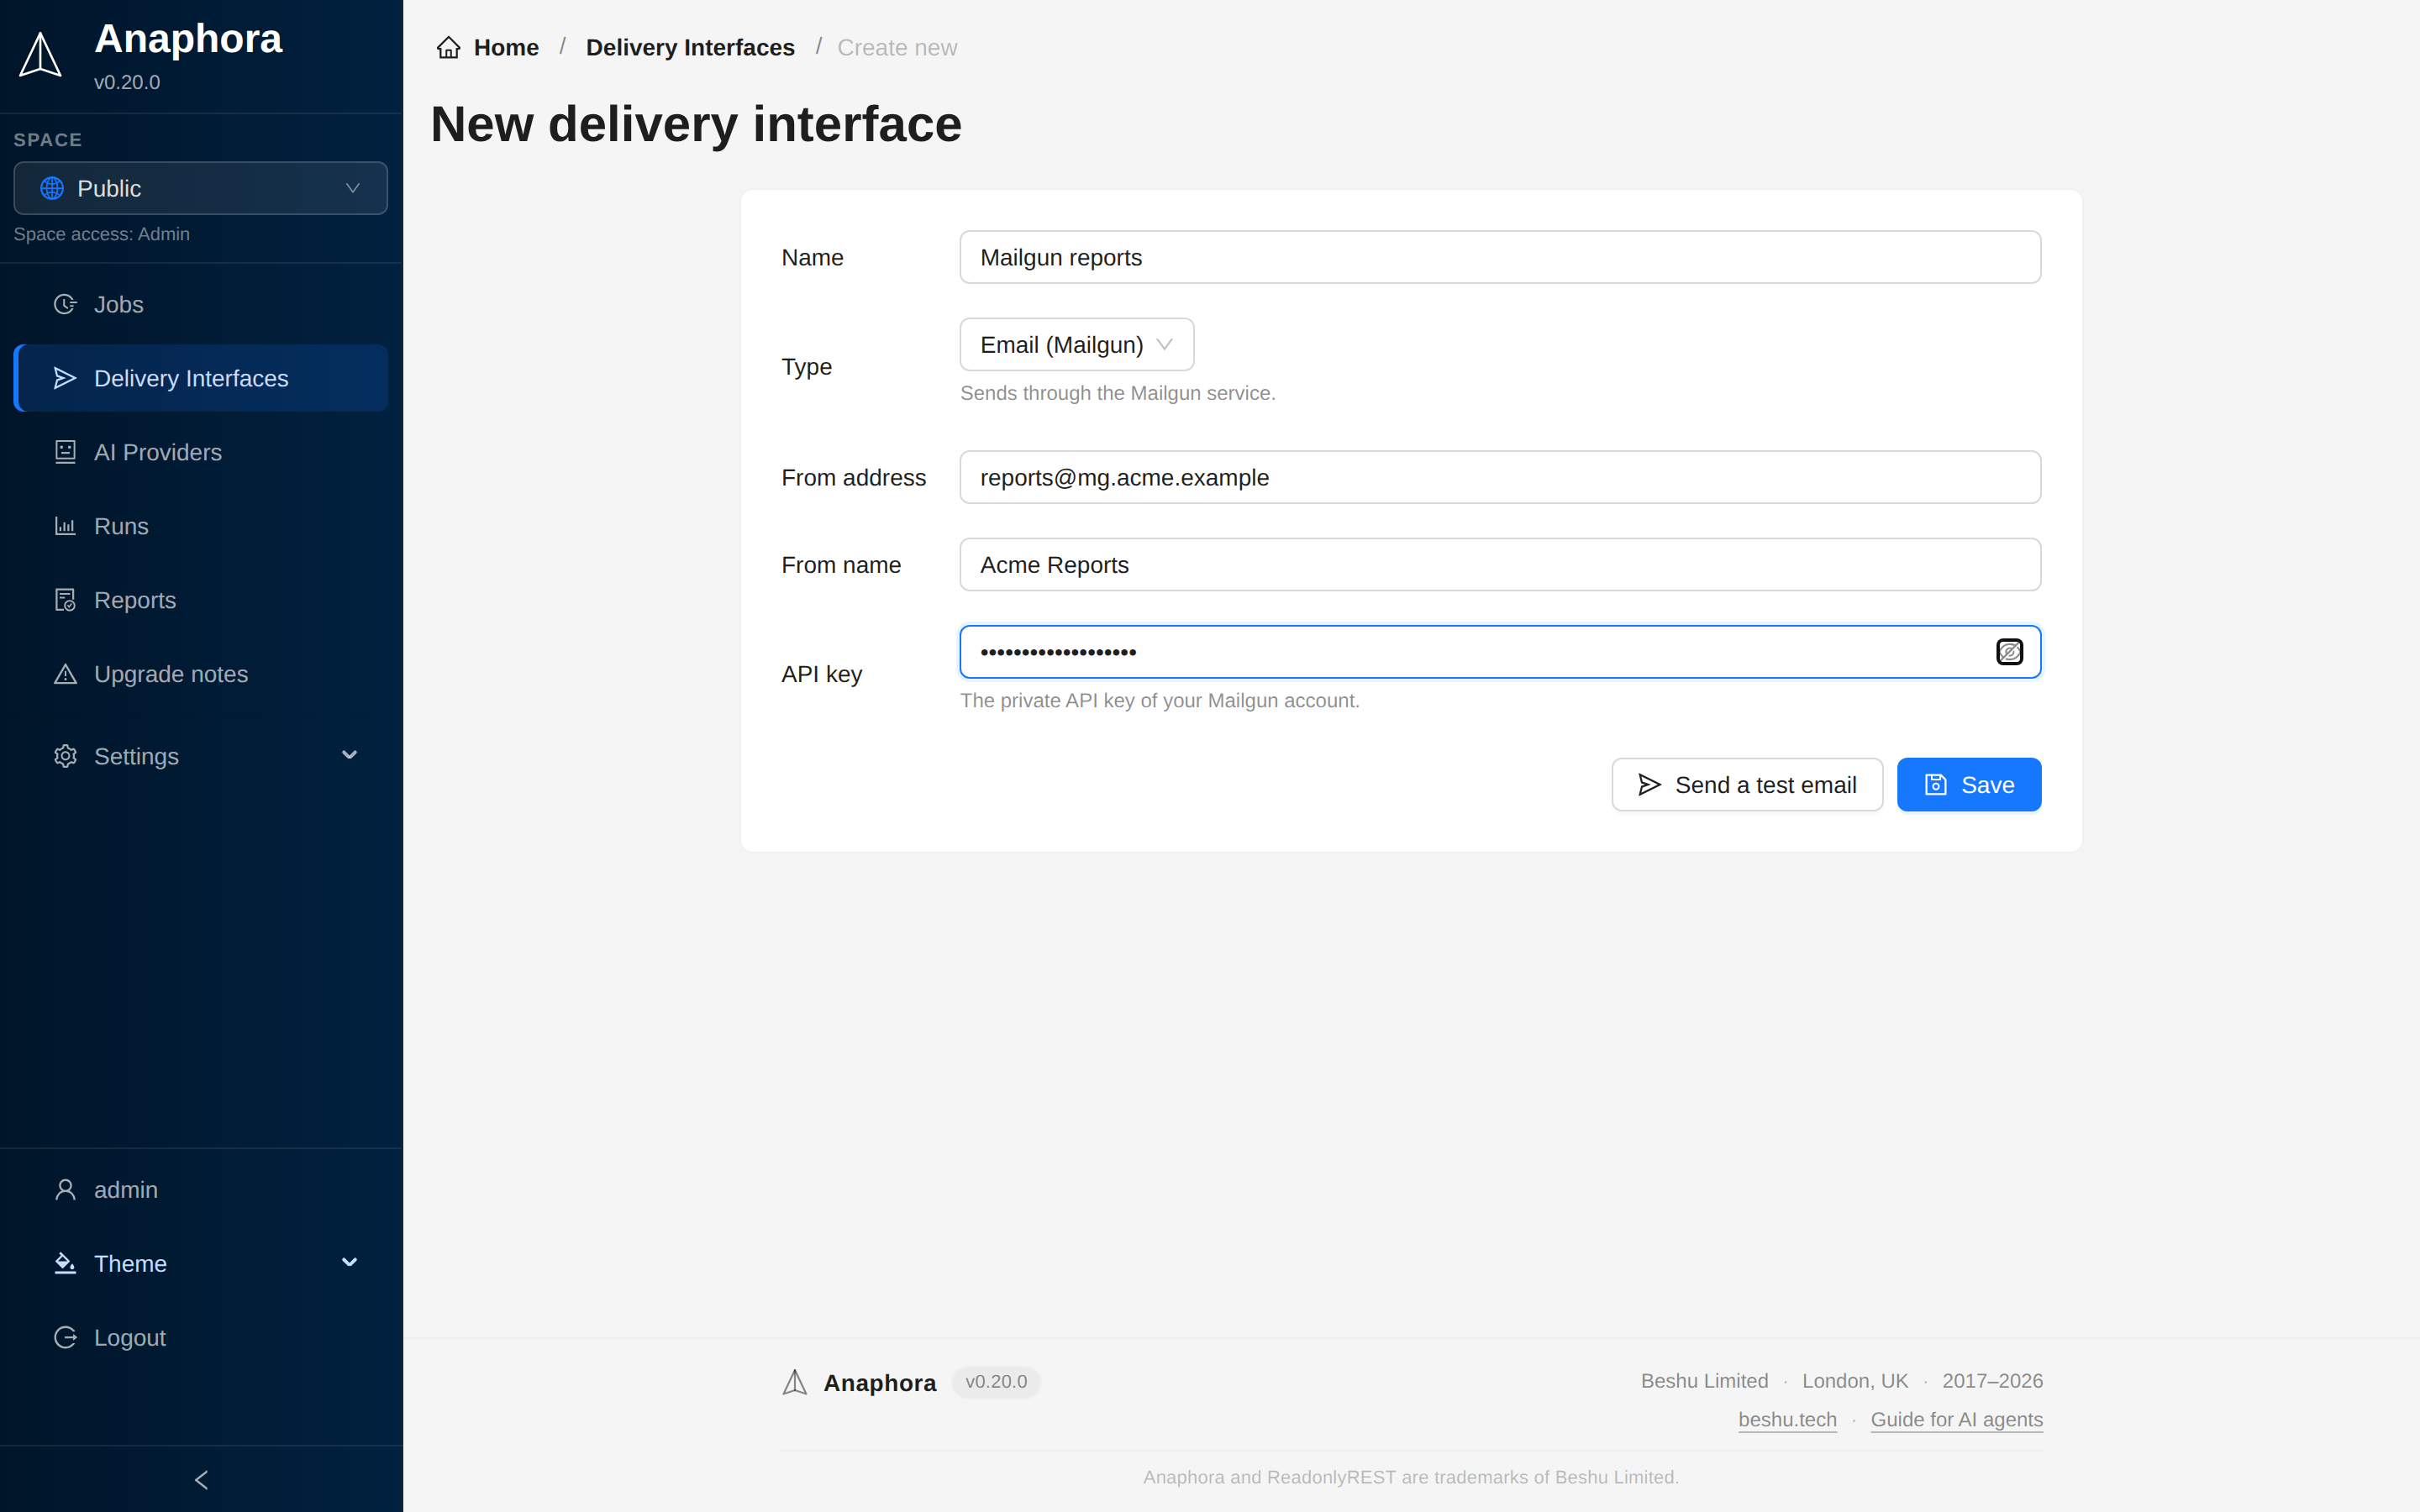 Anaphora
v0.20.0
SPACE
Public
Space access: Admin
Jobs
Delivery Interfaces
AI Providers
Runs
Reports
Upgrade notes
Settings
admin
Theme
Logout
Home / Delivery Interfaces / Create new
New delivery interface
Name
Mailgun reports
Type
Email (Mailgun)
Sends through the Mailgun service.
From address
reports@mg.acme.example
From name
Acme Reports
API key
•••••••••••••••••••
The private API key of your Mailgun account.
Send a test email
Save
Anaphora v0.20.0
Beshu Limited · London, UK · 2017–2026
beshu.tech · Guide for AI agents
Anaphora and ReadonlyREST are trademarks of Beshu Limited.